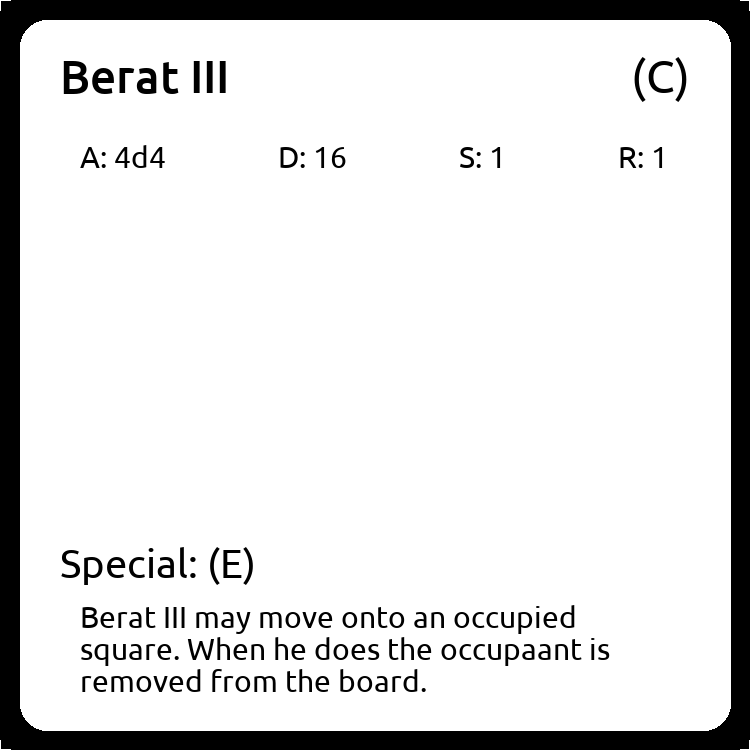 Berat III (C)
A: 4d4 D: 16 S: 1 R: 1
Special: (E)
Berat III may move onto an occupied
square. When he does the occupaant is
removed from the board.